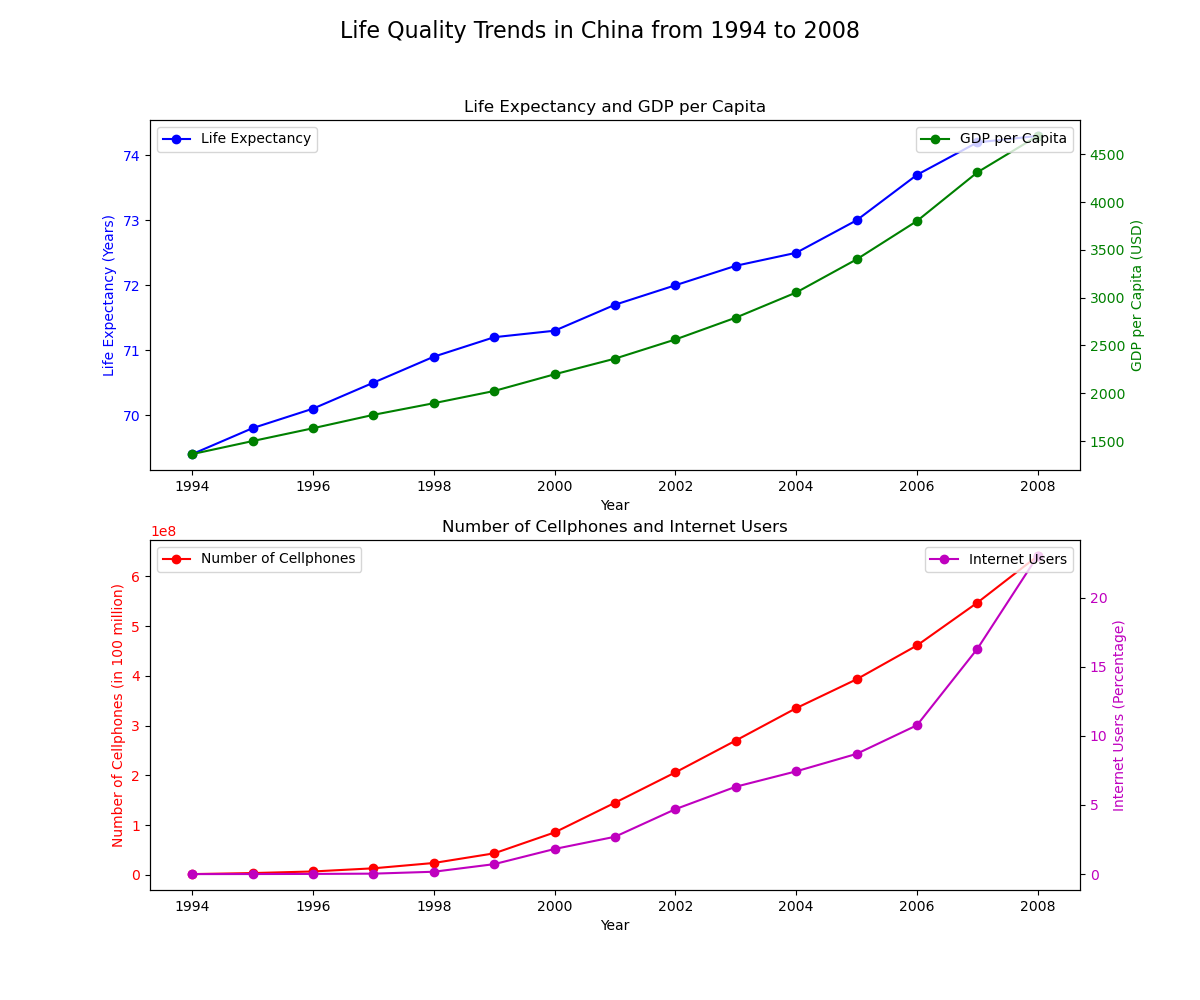 Life Quality Trends in China from 1994 to 2008
Life Expectancy and GDP per Capita
Life Expectancy
GDP per Capita
74
73
72
71
70
Life Expectancy (Years)
4500
4000
3500
3000
2500
2000
1500
GDP per Capita (USD)
1994 1996 1998 2000 2002 2004 2006 2008
Year
1e8
Number of Cellphones and Internet Users
Number of Cellphones
Internet Users
6
5
4
3
2
1
0
Number of Cellphones (in 100 million)
20
15
10
5
0
Internet Users (Percentage)
1994 1996 1998 2000 2002 2004 2006 2008
Year